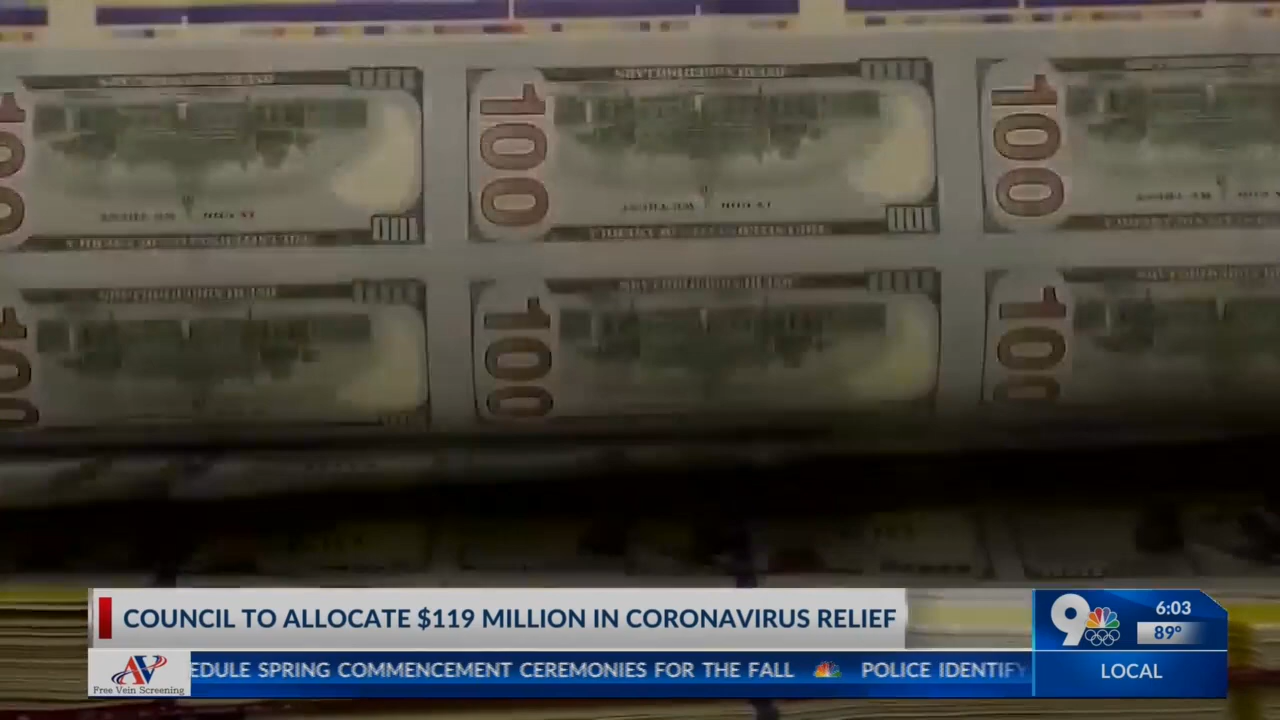 100
100
100
100
100
100
COUNCIL TO ALLOCATE $119 MILLION IN CORONAVIRUS RELIEF
9
6:03
89°
LOCAL
AV
Free Vein Screening
EDULE SPRING COMMENCEMENT CEREMONIES FOR THE FALL
POLICE IDENTIFY